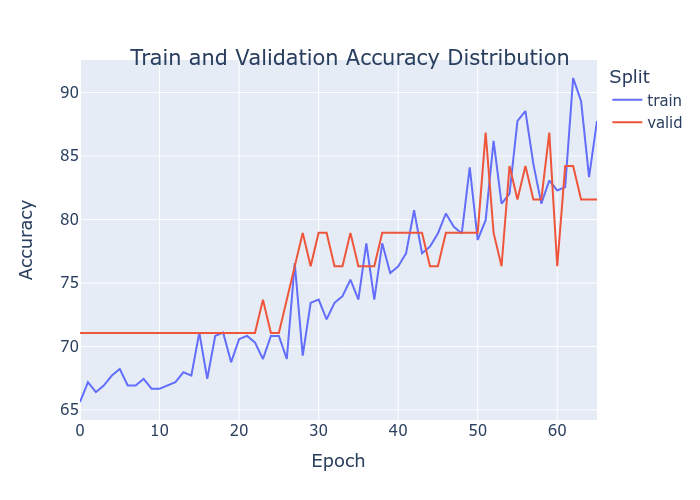 Train and Validation Accuracy Distribution
Split
train
valid
Accuracy
90
85
80
75
70
65
0
10
20
30
40
50
60
Epoch